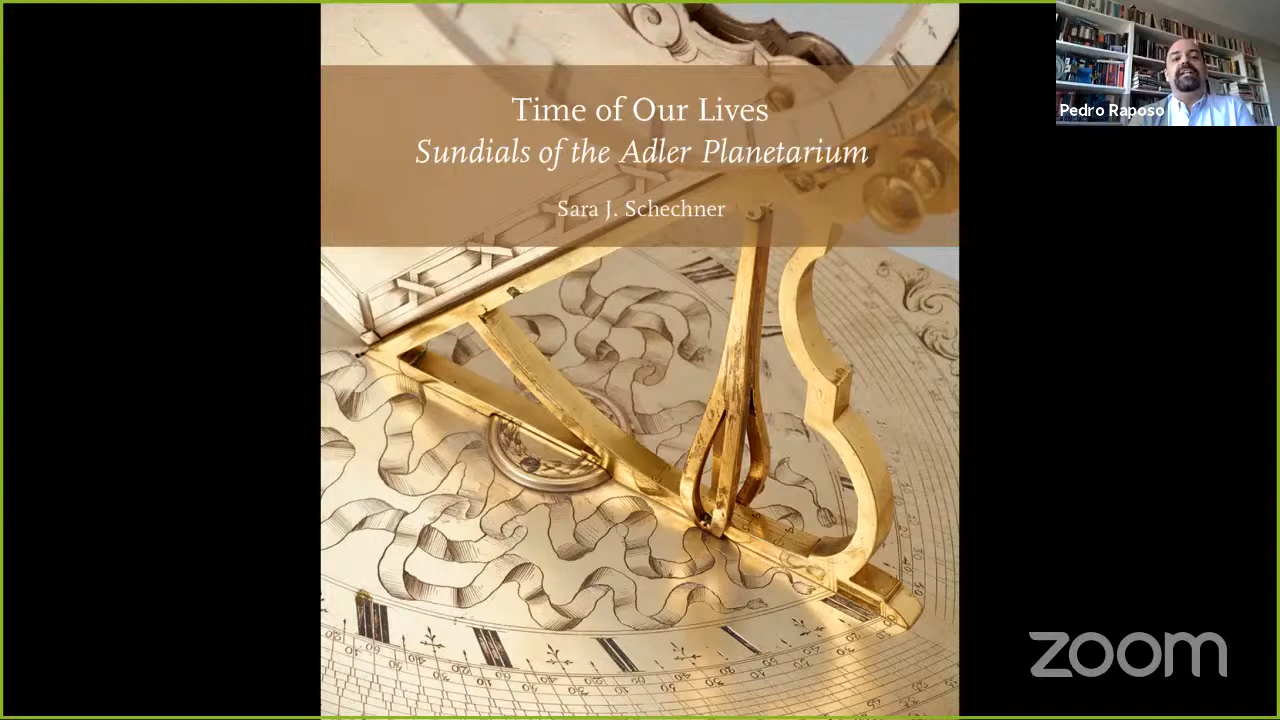 Time of Our Lives
Sundials of the Adler Planetarium
Sara J. Schechner
Pedro Raposo
zoom